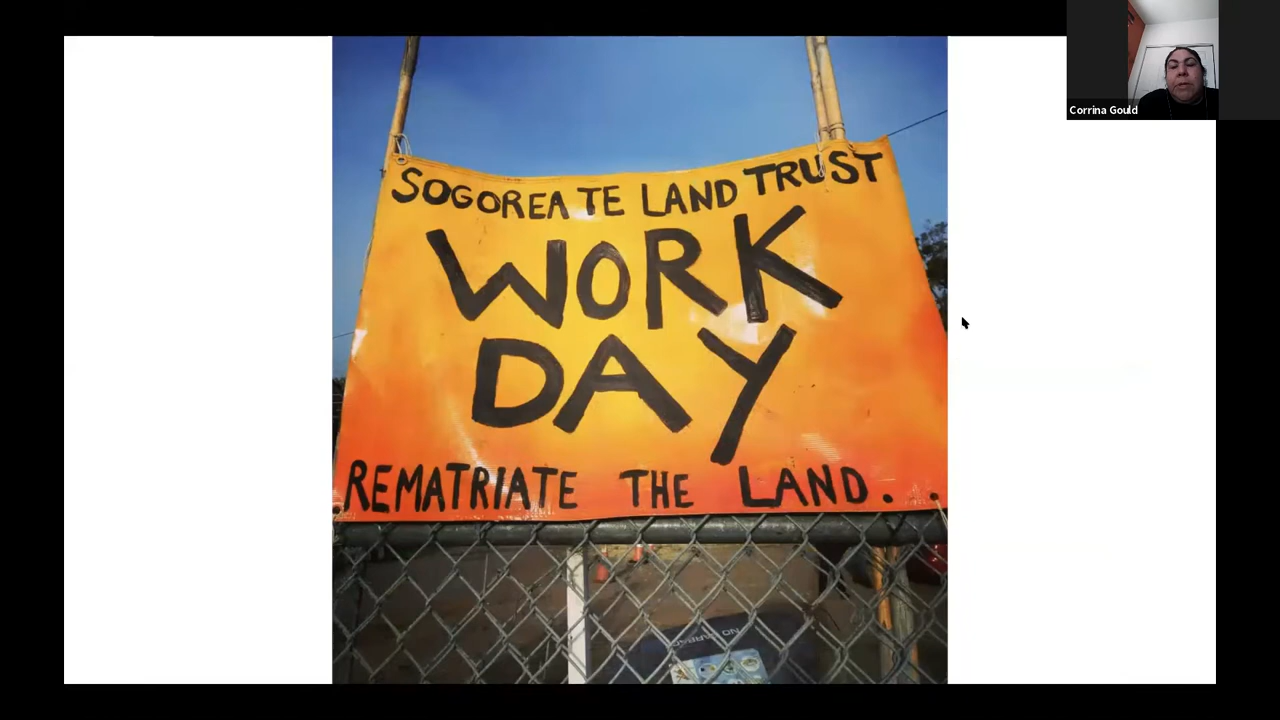 Corrina Gould
SOGOREA TE LAND TRUST
WORK
DAY
REMATRIATE THE LAND. .